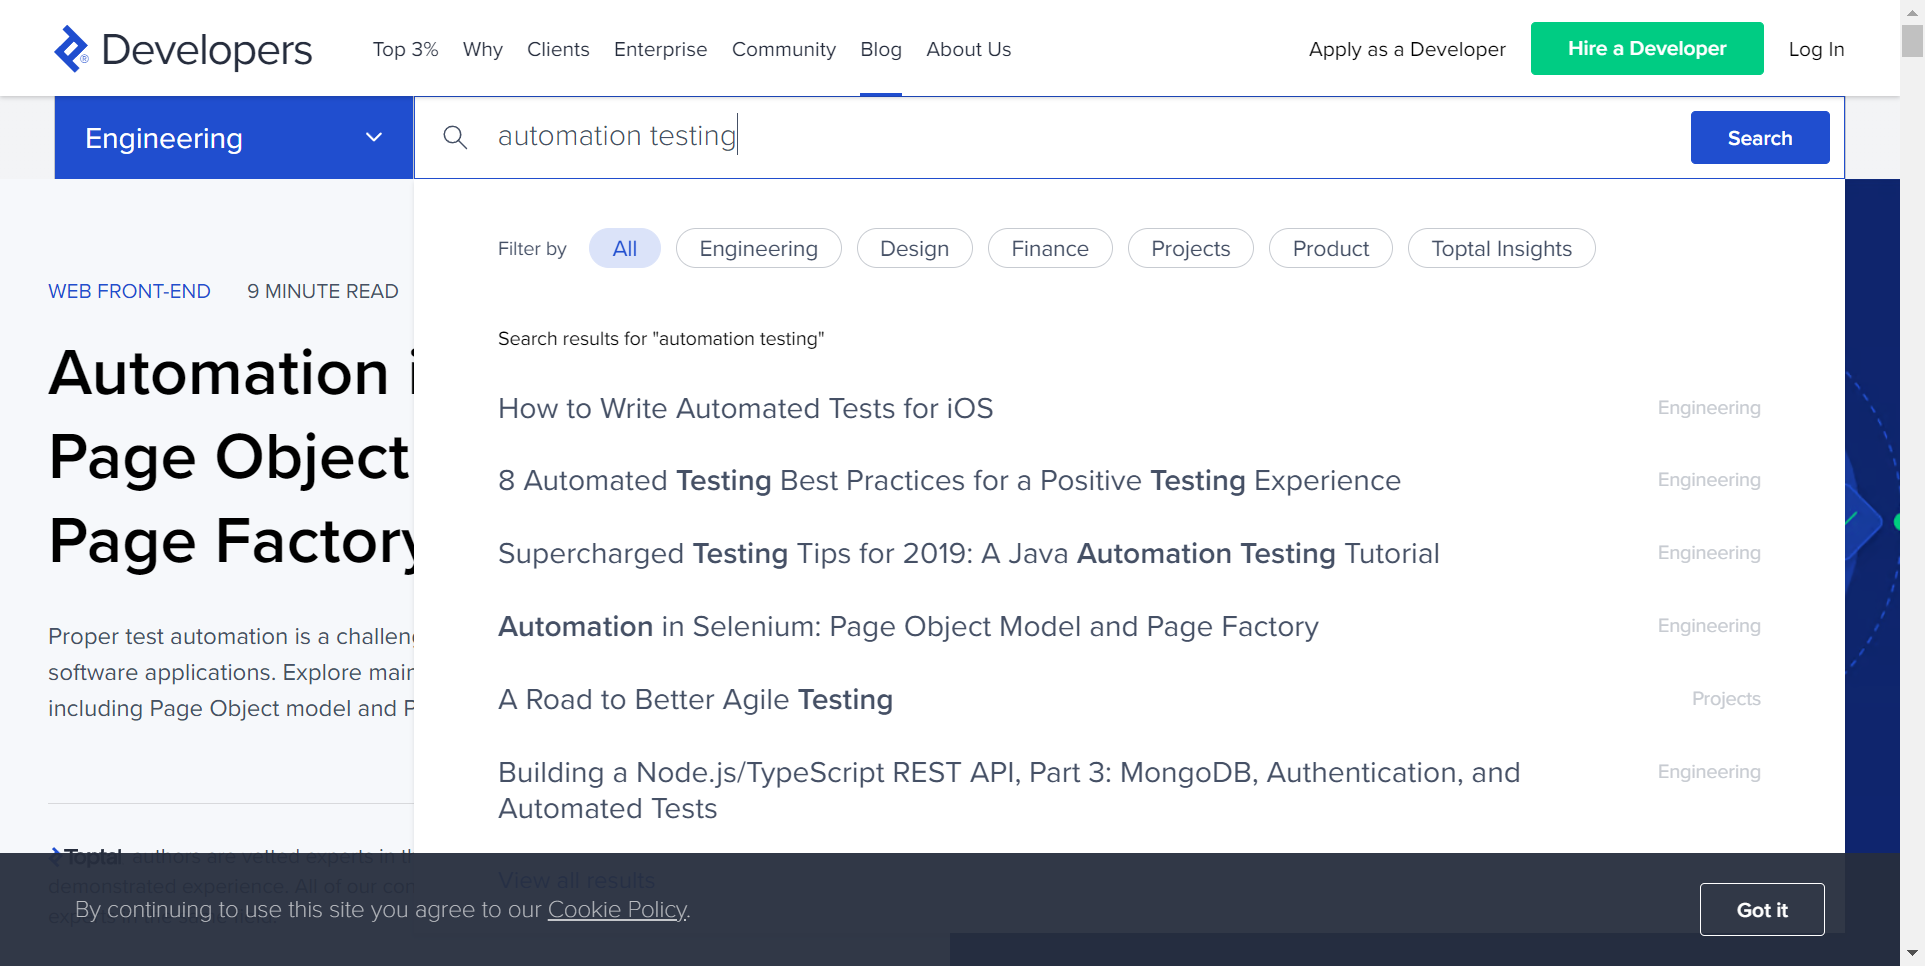 Developers
Top 3% Why Clients Enterprise Community Blog About Us Apply as a Developer Hire a Developer Log In
Engineering automation testing Search
Filter by All Engineering Design Finance Projects Product Toptal Insights
WEB FRONT-END 9 MINUTE READ
Search results for "automation testing"
Automation
Page Object
Page Factory
How to Write Automated Tests for iOS Engineering
8 Automated Testing Best Practices for a Positive Testing Experience Engineering
Supercharged Testing Tips for 2019: A Java Automation Testing Tutorial Engineering
Automation in Selenium: Page Object Model and Page Factory Engineering
A Road to Better Agile Testing Projects
Building a Node.js/TypeScript REST API, Part 3: MongoDB, Authentication, and Engineering
Automated Tests
Proper test automation is a
software applications. Explore
including Page Object model and
Toptal authors are vetted experts in
demonstrated experience. All of our
View all results
By continuing to use this site you agree to our Cookie Policy.
Got it